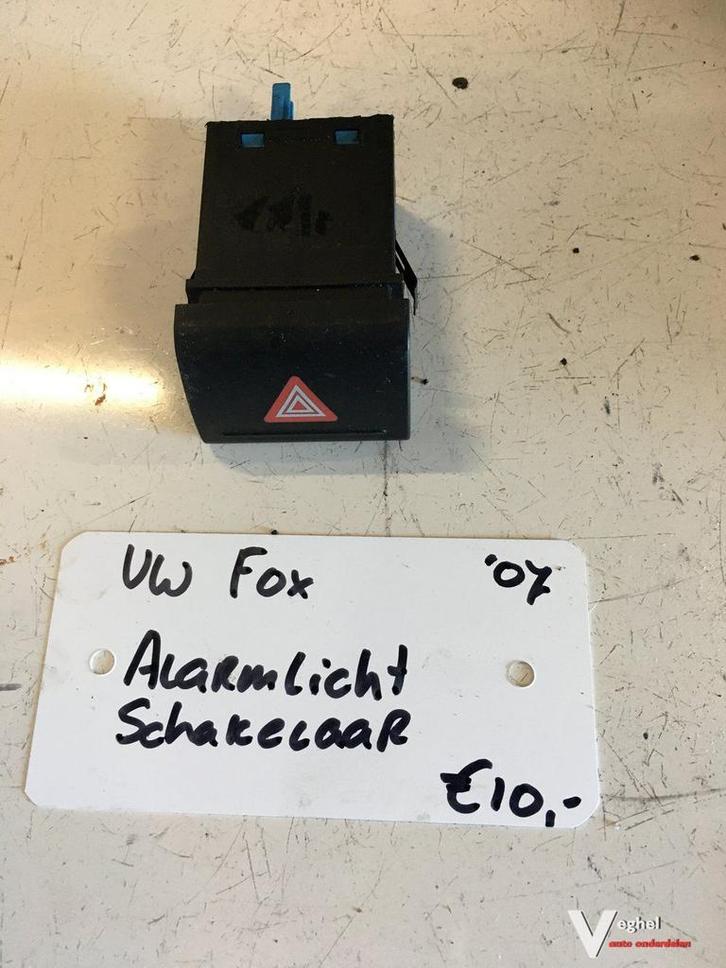 VW Fox '07
Alarmlicht
Schakelaar
€10,-
Veghel
auto onderdelen